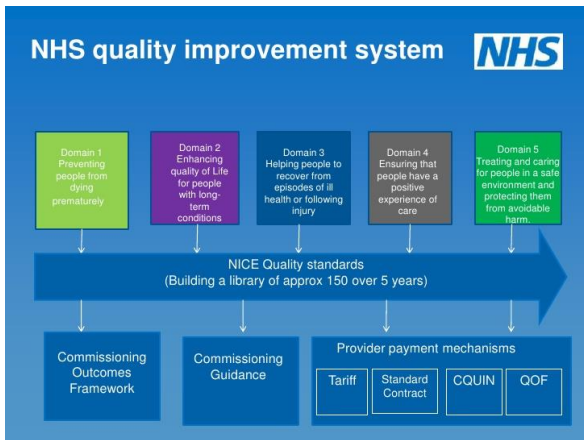 NHS quality improvement system
NHS
Domain 1
Preventing
people from
dying
prematurely
Domain 2
Enhancing
quality of Life
for people
with long-
term
conditions
Domain 3
Helping people to
recover from
episodes of ill
health or following
injury
Domain 4
Ensuring that
people have a
positive
experience of
care
Domain 5
Treating and caring
for people in a safe
environment and
protecting them
from avoidable
harm.
NICE Quality standards
(Building a library of approx 150 over 5 years)
Commissioning
Outcomes
Framework
Commissioning
Guidance
Provider payment mechanisms
Tariff
Standard
Contract
CQUIN
QOF